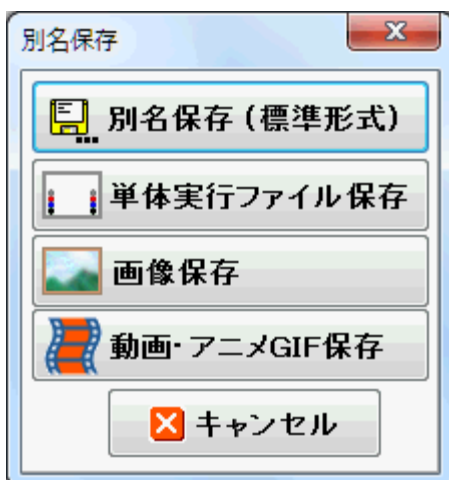 別名保存
別名保存(標準形式)
単体実行ファイル保存
画像保存
動画・アニメGIF保存
キャンセル